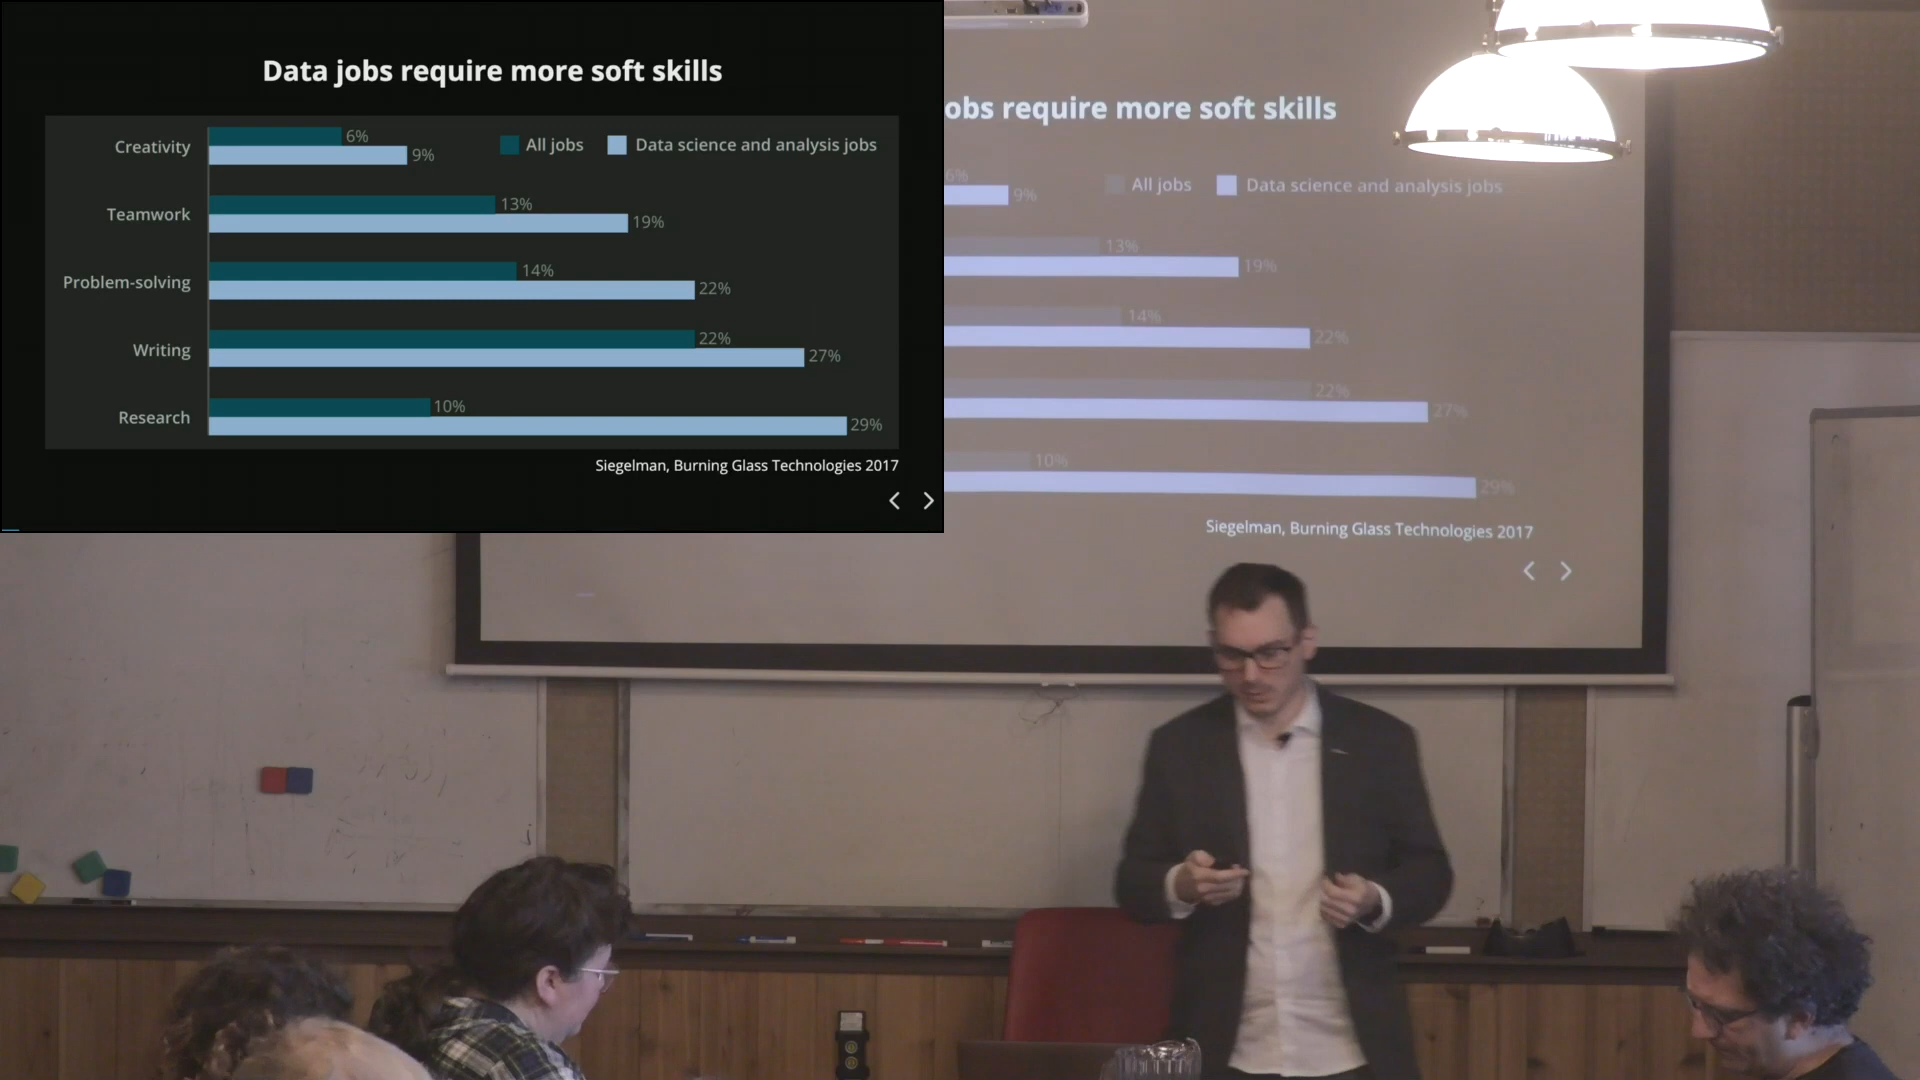 Data jobs require more soft skills
Creativity 6% All jobs Data science and analysis jobs
9%
Teamwork 13%
19%
Problem-solving 14%
22%
Writing 22%
27%
Research 10%
29%
Siegelman, Burning Glass Technologies 2017
obs require more soft skills
6% All jobs Data science and analysis jobs
9%
13%
19%
14%
22%
22%
27%
10%
29%
Siegelman, Burning Glass Technologies 2017